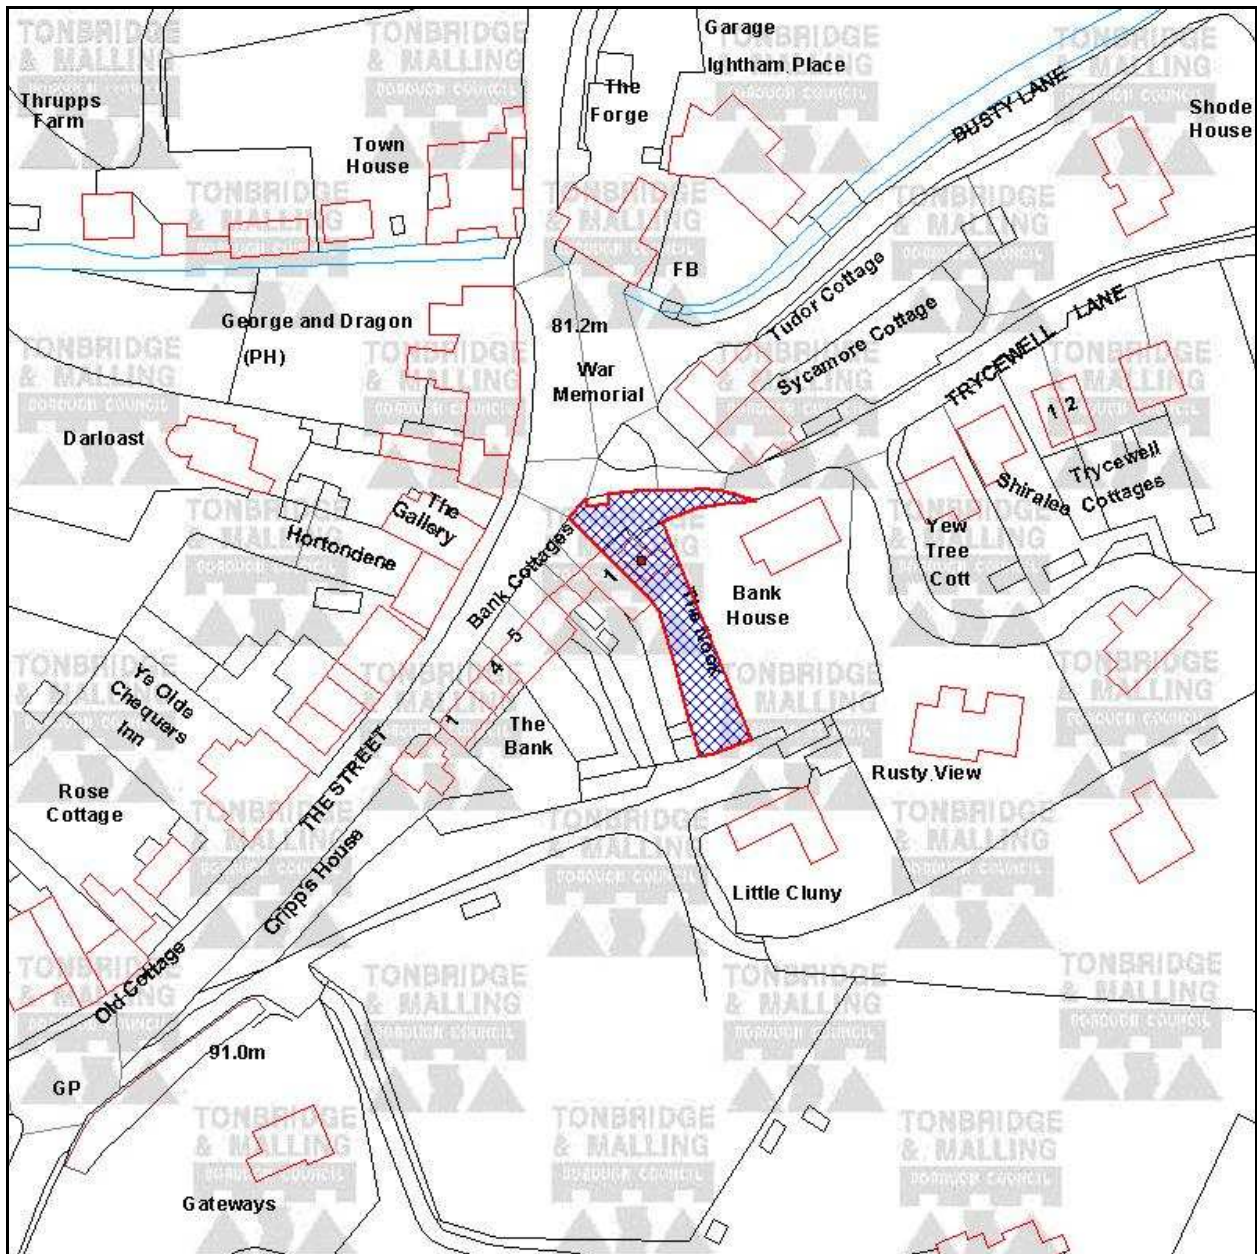 Garage
Ightham Place
The
Forge
Thrupps
Farm
Town
House
BUSTY LANE
Shode
House
FB
George and Dragon
(PH)
81.2m
War
Memorial
Tudor Cottage
Sycamore Cottage
TRYCEWELL LANE
1 2
Darloast
Trycewell
Cottages
Shiralee
The
Gallery
Hortondene
Yew
Tree
Cott
Bank Cottages
1
5
4
1
Bank
House
The Nook
Ye Olde
Chequers
Inn
The
Bank
THE STREET
Rusty View
Rose
Cottage
Cripp's House
Little Cluny
Old Cottage
91.0m
GP
Gateways
TONBRIDGE
& MALLING
BOROUGH COUNCIL